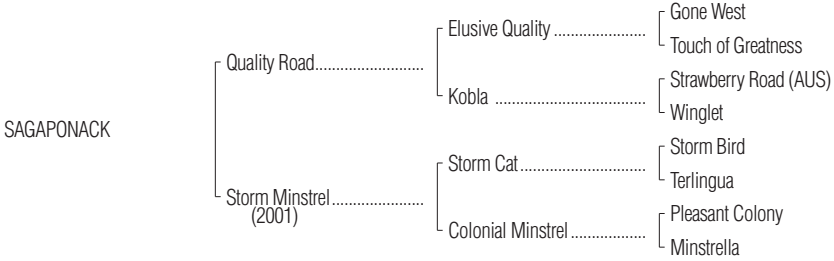 Gone West
Elusive Quality ......................
Touch of Greatness
Quality Road..........................
Strawberry Road (AUS)
Kobla ....................................
Winglet
SAGAPONACK
Storm Bird
Storm Cat..............................
Terlingua
Storm Minstrel......................
(2001)
Pleasant Colony
Colonial Minstrel ..................
Minstrella